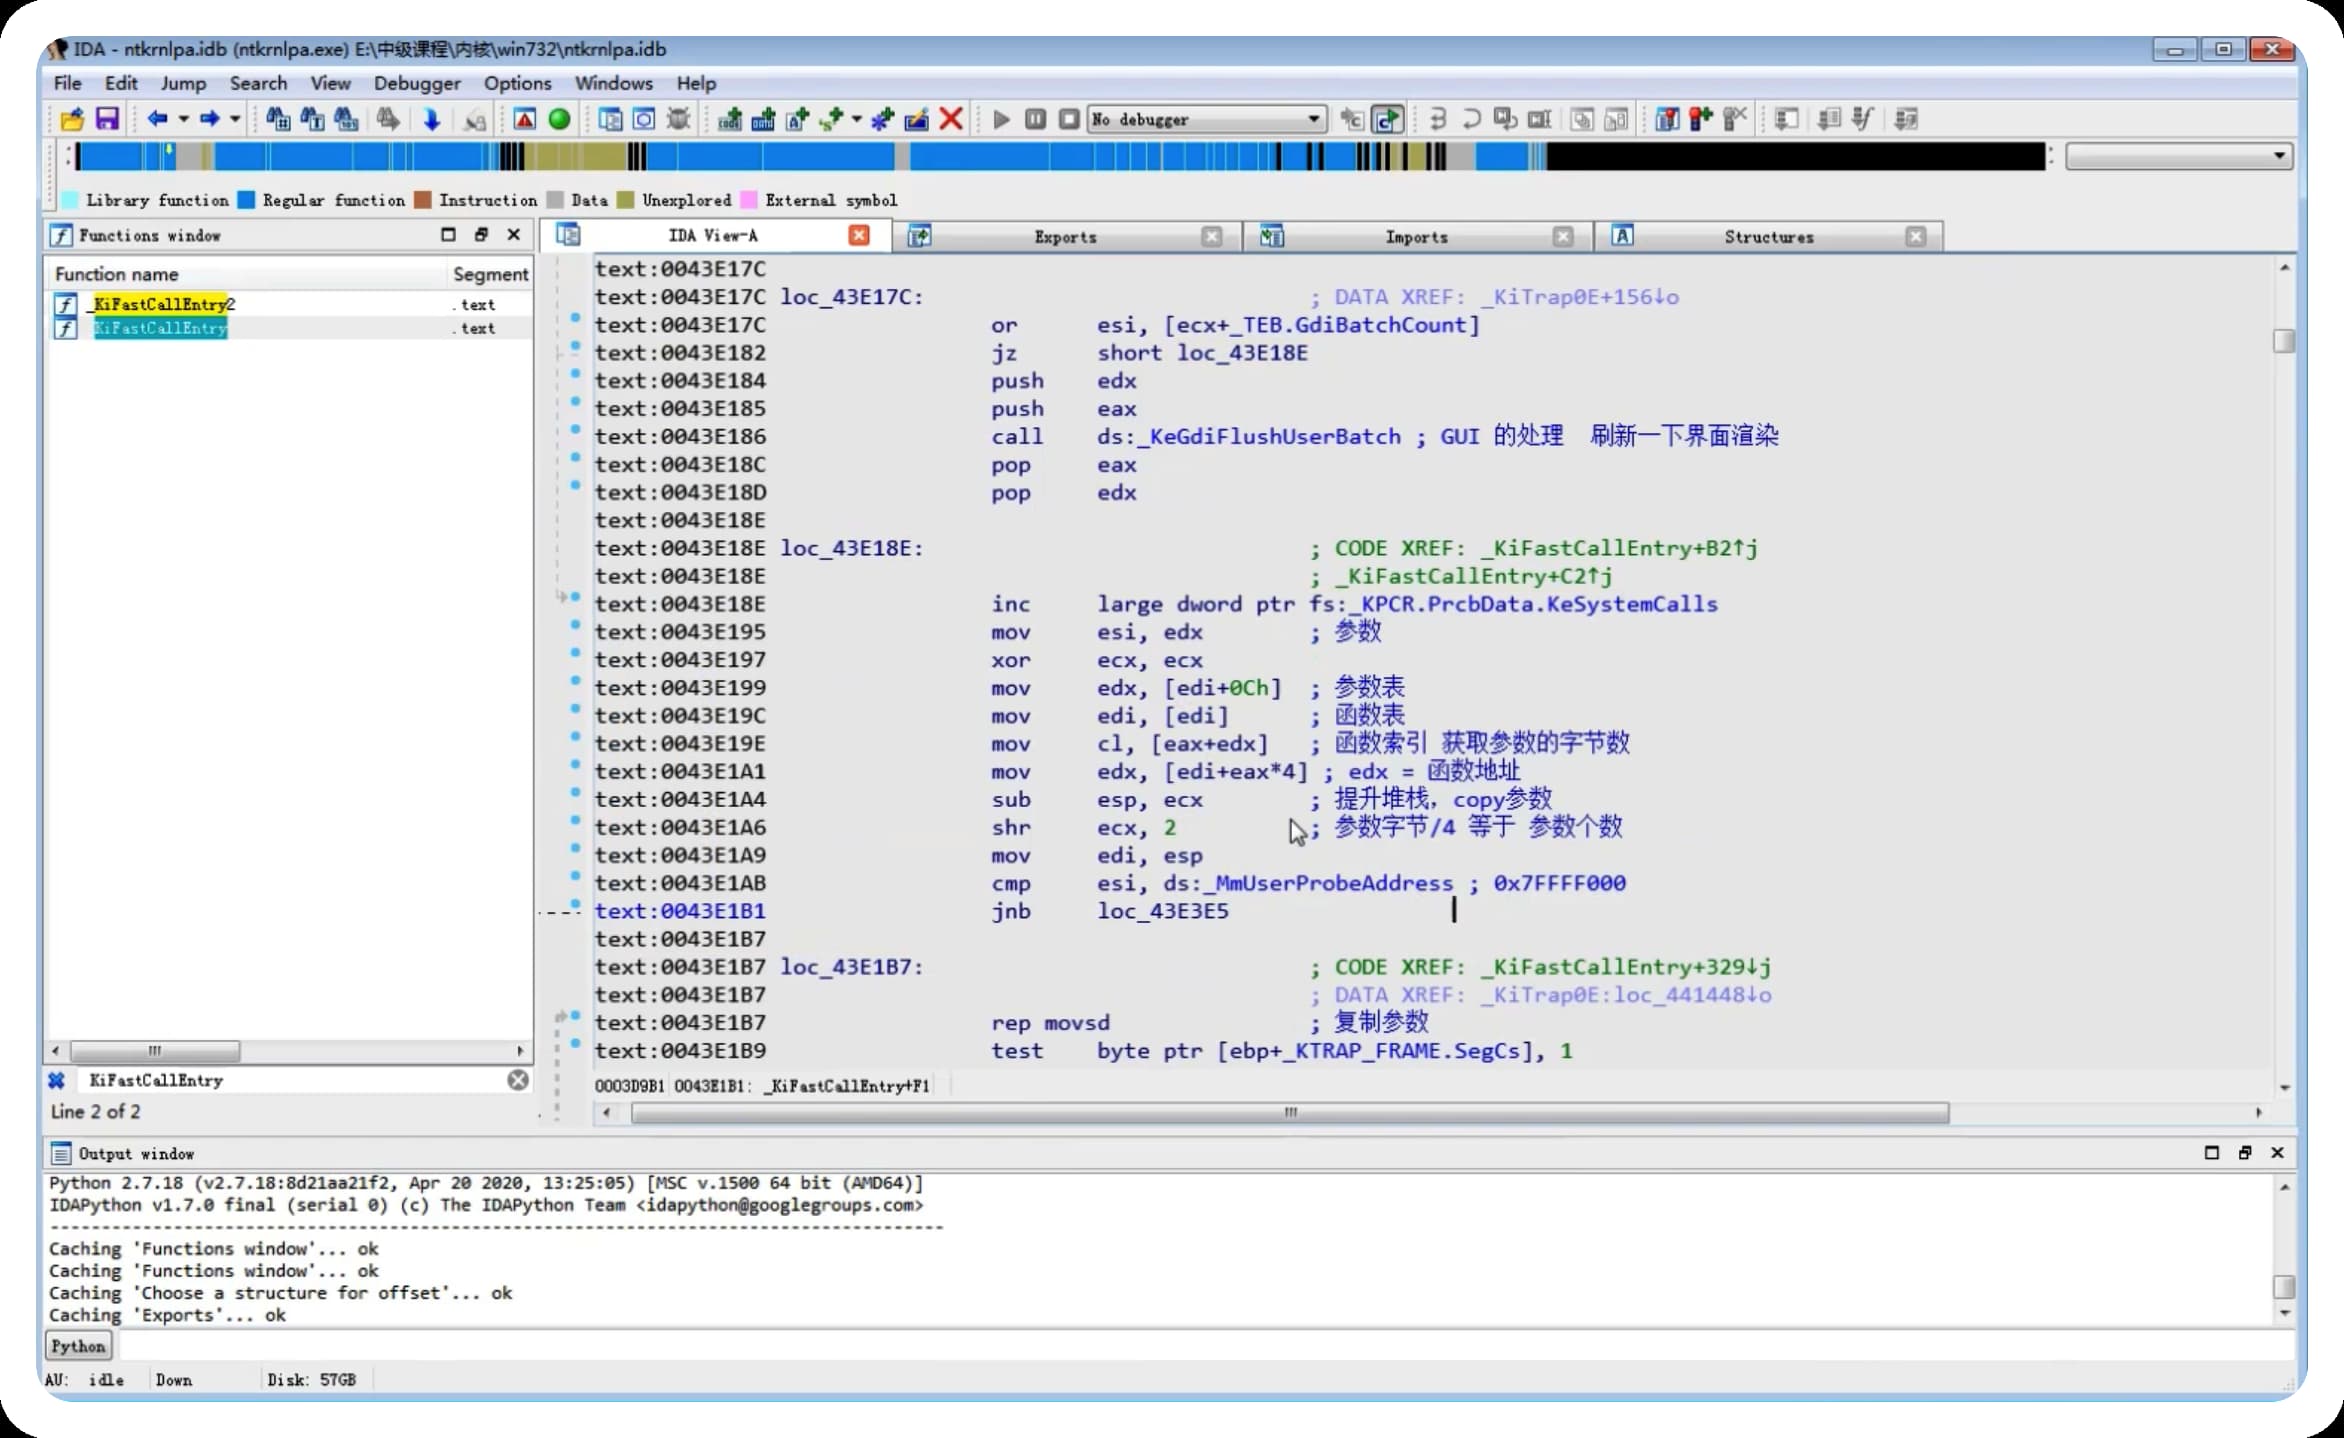 IDA - ntkrnlpa.idb (ntkrnlpa.exe) E:\中级课程\内核\win732\ntkrnlpa.idb
File Edit Jump Search View Debugger Options Windows Help
No debugger
Library function Regular function Instruction Data Unexplored External symbol
Functions window
IDA View-A Exports Imports Structures
Function name Segment
_KiFastCallEntry2 .text
_KiFastCallEntry .text
KiFastCallEntry
Line 2 of 2
text:0043E17C
text:0043E17C loc_43E17C: ; DATA XREF: _KiTrap0E+156↓o
text:0043E17C or esi, [ecx+_TEB.GdiBatchCount]
text:0043E182 jz short loc_43E18E
text:0043E184 push edx
text:0043E185 push eax
text:0043E186 call ds:_KeGdiFlushUserBatch ; GUI 的处理 刷新一下界面渲染
text:0043E18C pop eax
text:0043E18D pop edx
text:0043E18E
text:0043E18E loc_43E18E: ; CODE XREF: _KiFastCallEntry+B2↑j
text:0043E18E ; _KiFastCallEntry+C2↑j
text:0043E18E inc large dword ptr fs:_KPCR.PrcbData.KeSystemCalls
text:0043E195 mov esi, edx ; 参数
text:0043E197 xor ecx, ecx
text:0043E199 mov edx, [edi+0Ch] ; 参数表
text:0043E19C mov edi, [edi] ; 函数表
text:0043E19E mov cl, [eax+edx] ; 函数索引 获取参数的字节数
text:0043E1A1 mov edx, [edi+eax*4] ; edx = 函数地址
text:0043E1A4 sub esp, ecx ; 提升堆栈，copy参数
text:0043E1A6 shr ecx, 2 ; 参数字节/4 等于 参数个数
text:0043E1A9 mov edi, esp
text:0043E1AB cmp esi, ds:_MmUserProbeAddress ; 0x7FFFF000
text:0043E1B1 jnb loc_43E3E5
text:0043E1B7
text:0043E1B7 loc_43E1B7: ; CODE XREF: _KiFastCallEntry+329↓j
text:0043E1B7 ; DATA XREF: _KiTrap0E:loc_441448↓o
text:0043E1B7 rep movsd ; 复制参数
text:0043E1B9 test byte ptr [ebp+_KTRAP_FRAME.SegCs], 1
0003D9B1 0043E1B1: _KiFastCallEntry+F1
Output window
Python 2.7.18 (v2.7.18:8d21aa21f2, Apr 20 2020, 13:25:05) [MSC v.1500 64 bit (AMD64)]
IDAPython v1.7.0 final (serial 0) (c) The IDAPython Team <idapython@googlegroups.com>
Caching 'Functions window'... ok
Caching 'Functions window'... ok
Caching 'Choose a structure for offset'... ok
Caching 'Exports'... ok
Python
AU: idle Down Disk: 57GB